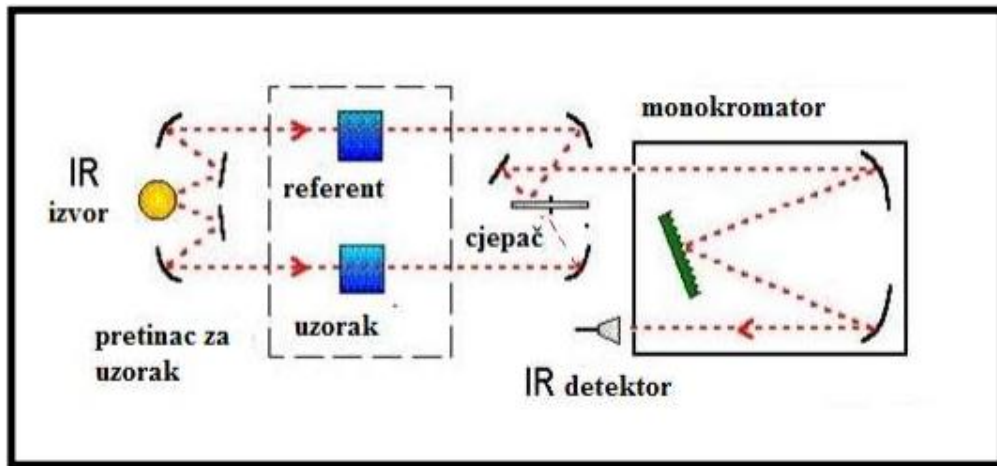 monokromator
IR
izvor
referent
cjepač
uzorak
pretinac za
uzorak
IR detektor